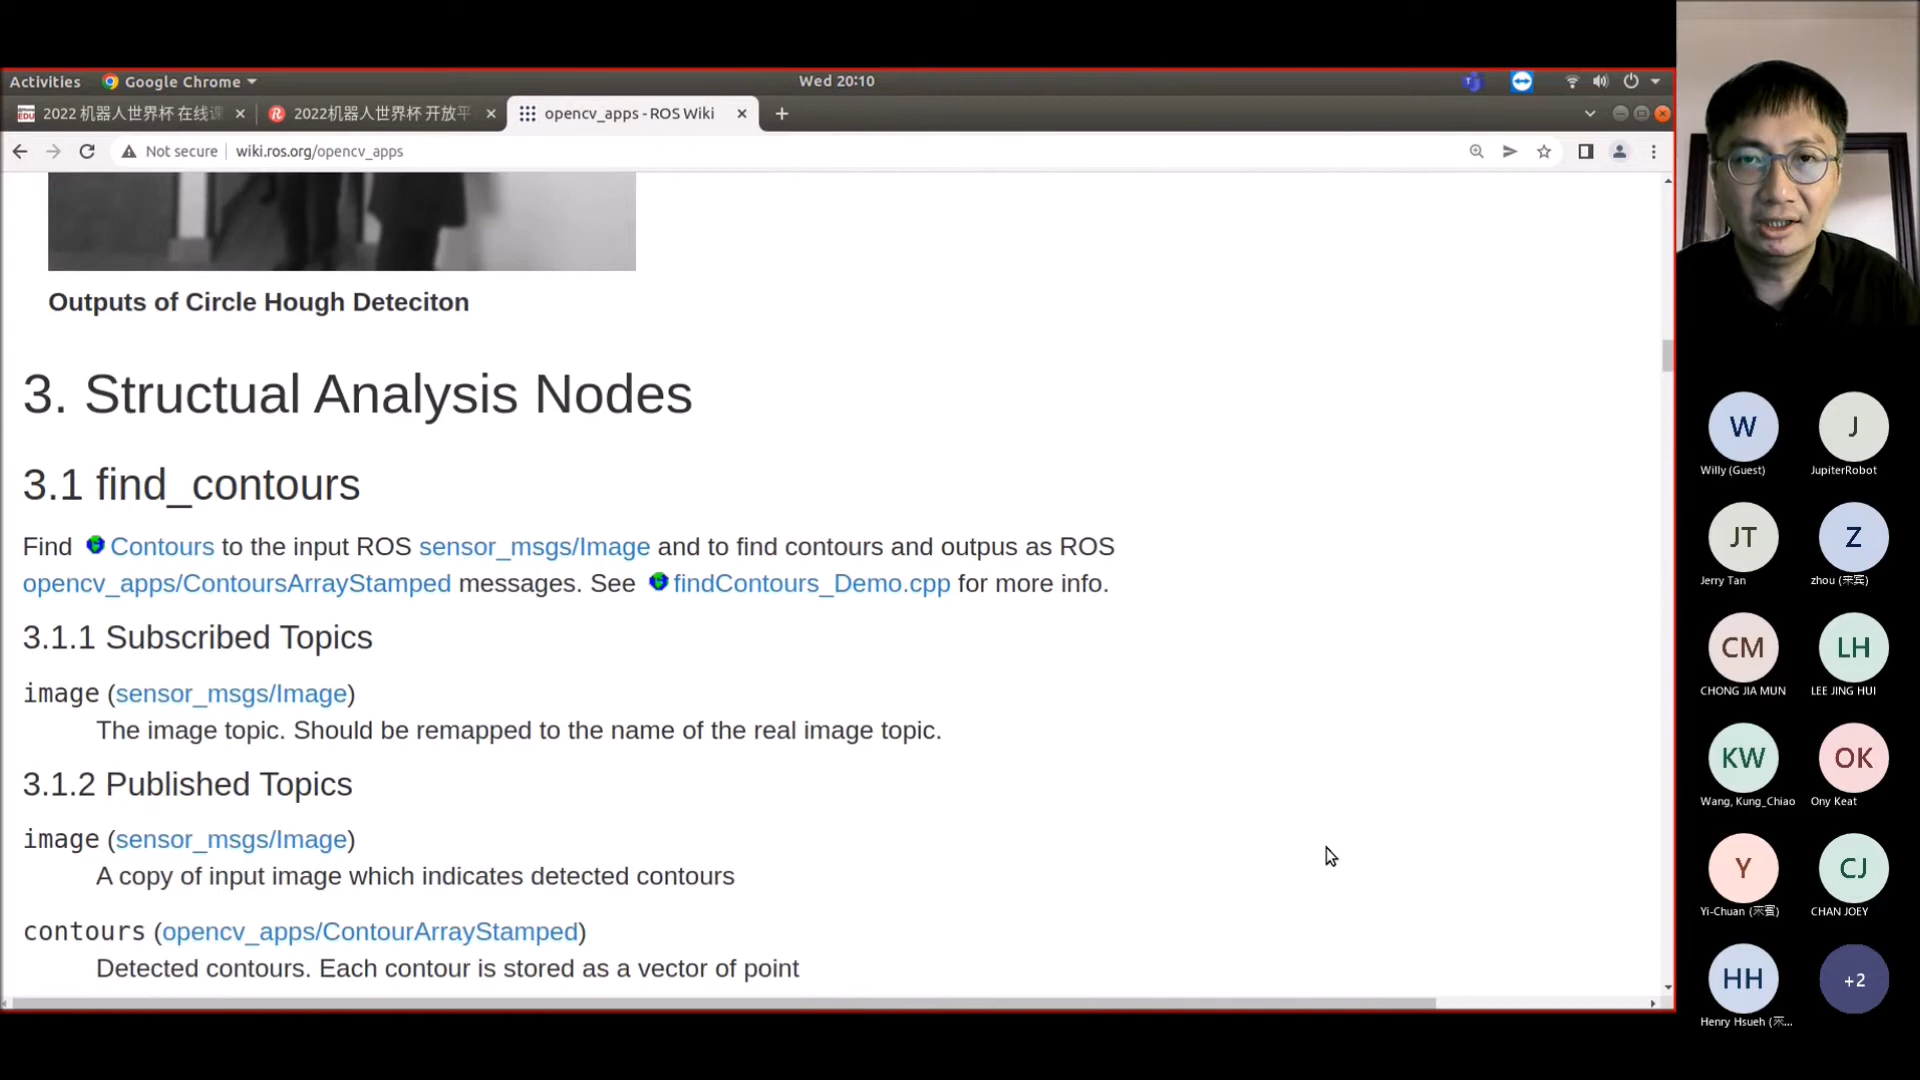 Activities
Google Chrome
Wed 20:10
2022 机器人世界杯 在线课
2022机器人世界杯 开放平
opencv_apps - ROS Wiki
Not secure
wiki.ros.org/opencv_apps
Outputs of Circle Hough Deteciton
3. Structual Analysis Nodes
3.1 find_contours
Find Contours to the input ROS sensor_msgs/Image and to find contours and outpus as ROS
opencv_apps/ContoursArrayStamped messages. See findContours_Demo.cpp for more info.
3.1.1 Subscribed Topics
image (sensor_msgs/Image)
The image topic. Should be remapped to the name of the real image topic.
3.1.2 Published Topics
image (sensor_msgs/Image)
A copy of input image which indicates detected contours
contours (opencv_apps/ContourArrayStamped)
Detected contours. Each contour is stored as a vector of point
W
J
Willy (Guest)
JupiterRobot
JT
Z
Jerry Tan
zhou (来宾)
CM
LH
CHONG JIA MUN
LEE JING HUI
KW
OK
Wang, Kung_Chiao
Ony Keat
Y
CJ
Yi-Chuan (來賓)
CHAN JOEY
HH
+2
Henry Hsueh (來...